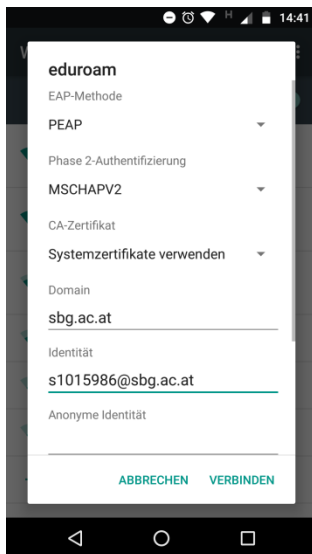 H 14:41
W
eduroam
EAP-Methode
PEAP
Phase 2-Authentifizierung
MSCHAPV2
CA-Zertifikat
Systemzertifikate verwenden
Domain
sbg.ac.at
Identität
s1015986@sbg.ac.at
Anonyme Identität
ABBRECHEN VERBINDEN